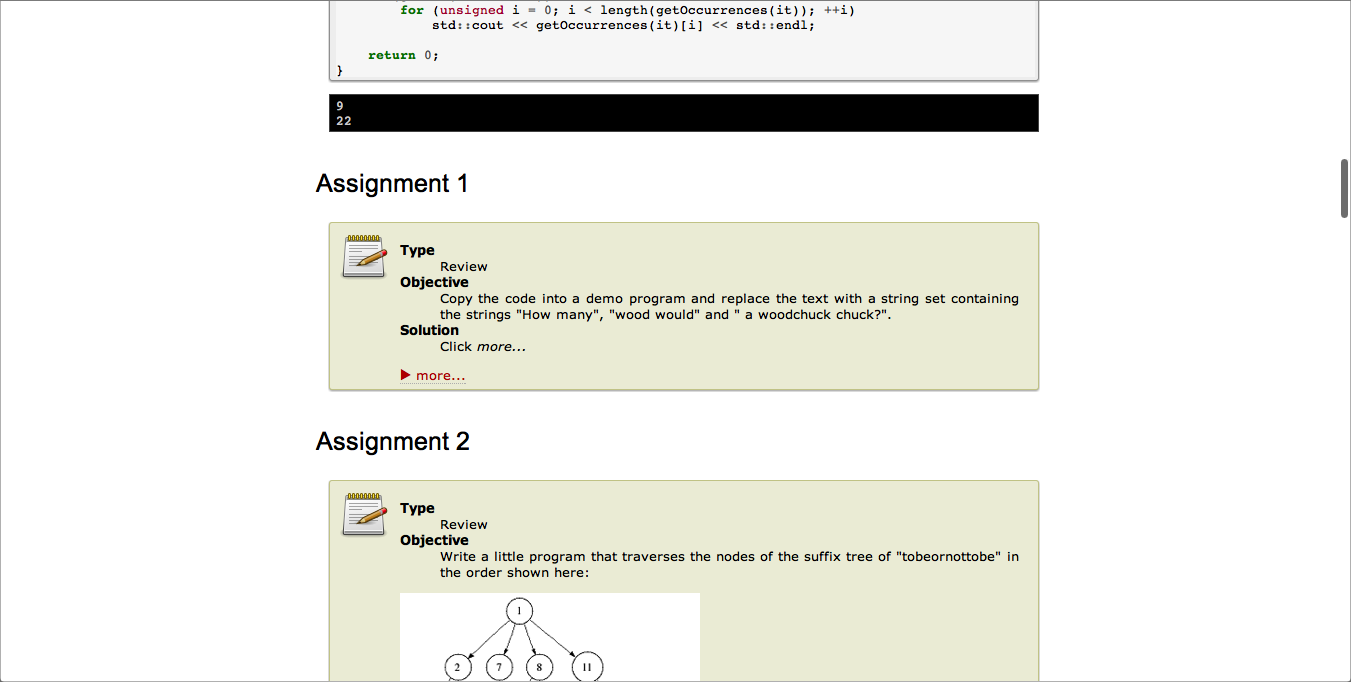 for (unsigned i = 0; i < length(getOccurrences(it)); ++i)
std::cout << getOccurrences(it)[i] << std::endl;
return 0;
}
9
22
Assignment 1
Type
Review
Objective
Copy the code into a demo program and replace the text with a string set containing
the strings "How many", "wood would" and " a woodchuck chuck?".
Solution
Click more...
▶ more...
Assignment 2
Type
Review
Objective
Write a little program that traverses the nodes of the suffix tree of "tobeornottobe" in
the order shown here:
1
2 7 8 11